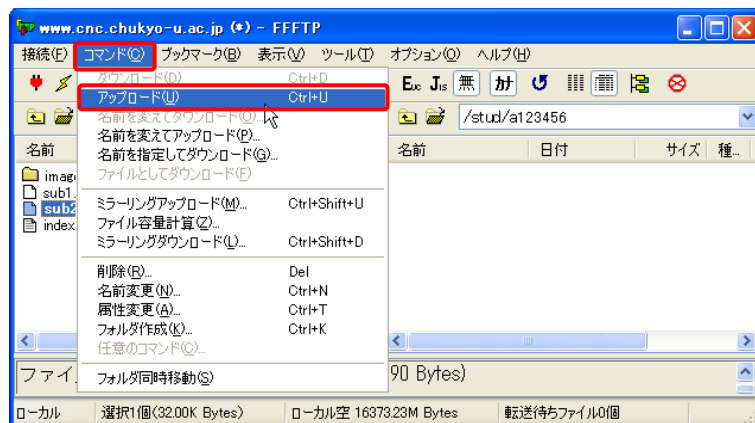 www.cnc.chukyo-u.ac.jp (*) - FFFTP
接続(F) コマンド(C) ブックマーク(B) 表示(V) ツール(T) オプション(O) ヘルプ(H)
ダウンロード(D) Ctrl+D
Euc JIS 無 カナ
アップロード(U) Ctrl+U
名前を変えてダウンロード(O)...
/stud/a123456
名前を変えてアップロード(P)...
名前 名前を指定してダウンロード(G)... 名前 日付 サイズ 種...
ファイルとしてダウンロード(F)
sub1.
ミラーリングアップロード(M)... Ctrl+Shift+U
sub2
ファイル容量計算(Z)...
index
ミラーリングダウンロード(L)... Ctrl+Shift+D
削除(R)... Del
名前変更(N)... Ctrl+N
属性変更(A)... Ctrl+T
フォルダ作成(K)... Ctrl+K
任意のコマンド(C)...
ファイ 90 Bytes)
フォルダ同時移動(S)
ローカル 選択1個(32.00K Bytes) ローカル空 16373.23M Bytes 転送待ちファイル0個